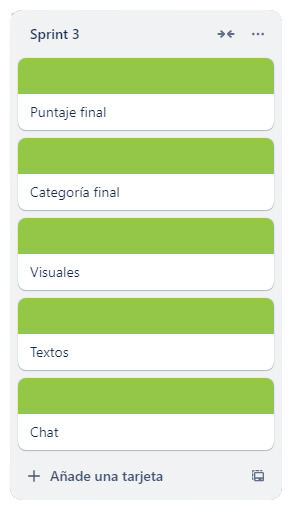 Sprint 3
Puntaje final
Categoría final
Visuales
Textos
Chat
Añade una tarjeta